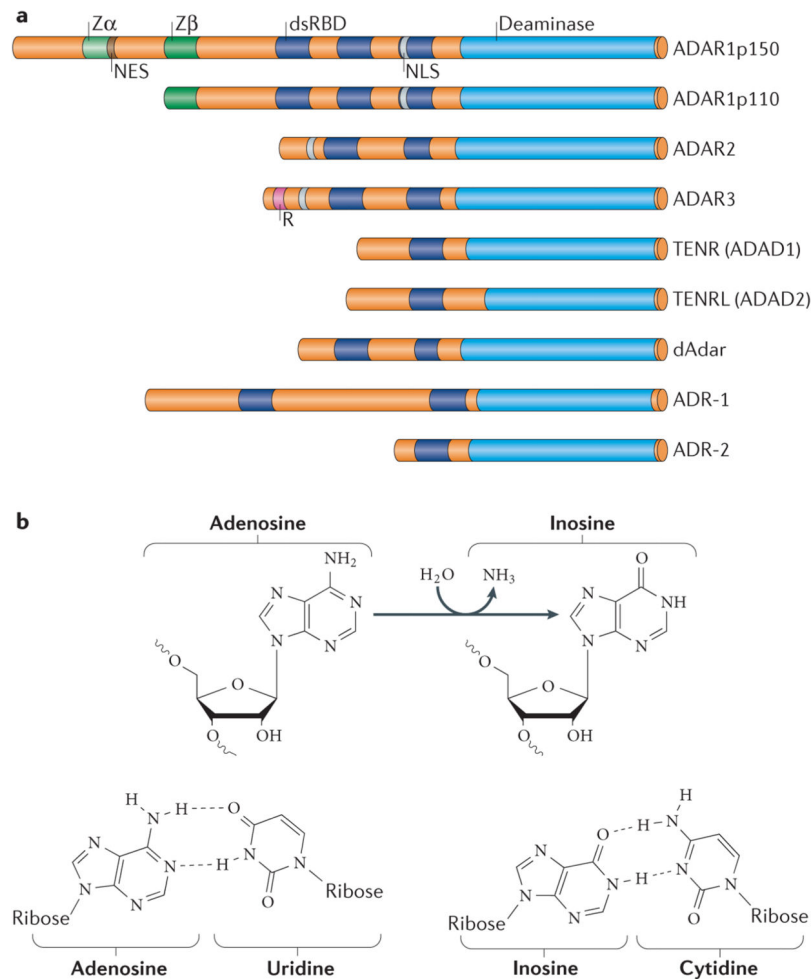 a
Zα Zβ dsRBD Deaminase
NES NLS ADAR1p150
ADAR1p110
ADAR2
ADAR3
R
TENR (ADAD1)
TENRL (ADAD2)
dAdar
ADR-1
ADR-2
b
Adenosine Inosine
NH₂ H₂O NH₃ O
N N N N NH
N N N N
O O O O
O OH O OH
H H O O H H
N N N N
N N N H N N N H N
N O N O
Ribose Ribose Ribose Ribose
Adenosine Uridine Inosine Cytidine